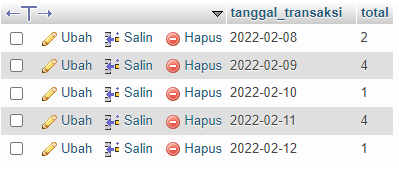 tanggal_transaksi total
Ubah Salin Hapus 2022-02-08 2
Ubah Salin Hapus 2022-02-09 4
Ubah Salin Hapus 2022-02-10 1
Ubah Salin Hapus 2022-02-11 4
Ubah Salin Hapus 2022-02-12 1